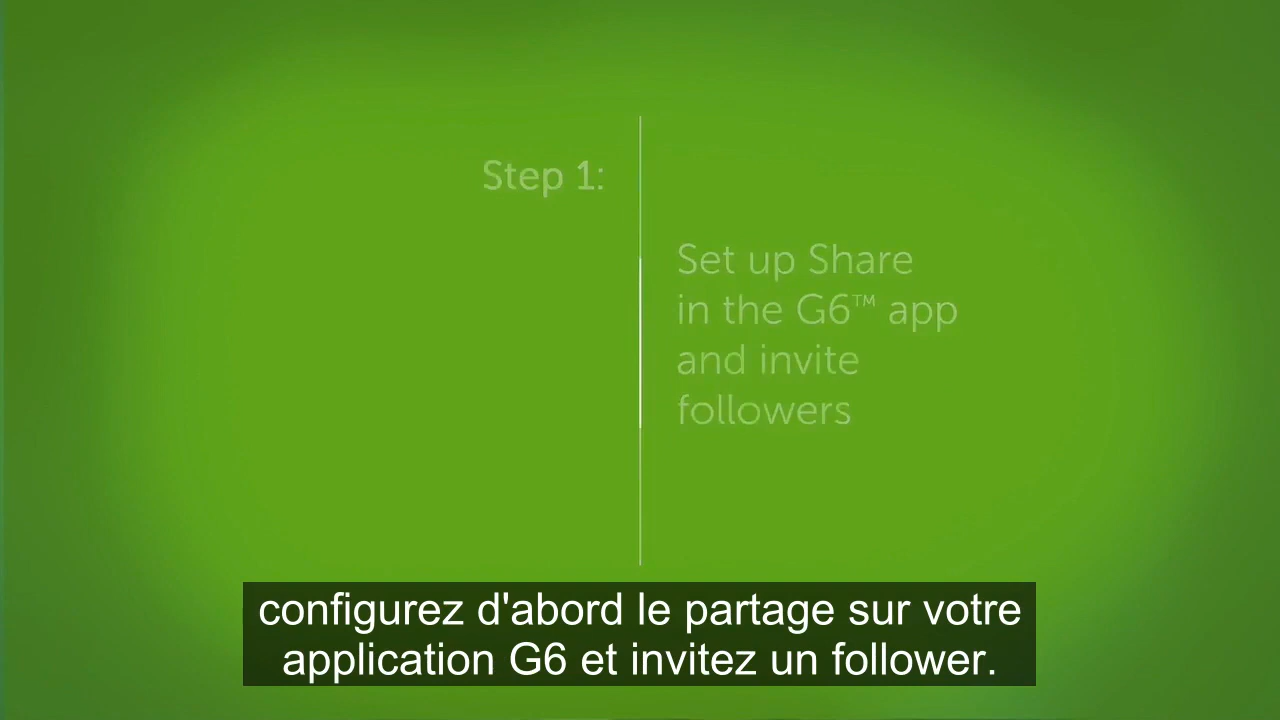 Step 1:
Set up Share
in the G6™ app
and invite
followers
configurez d'abord le partage sur votre
application G6 et invitez un follower.